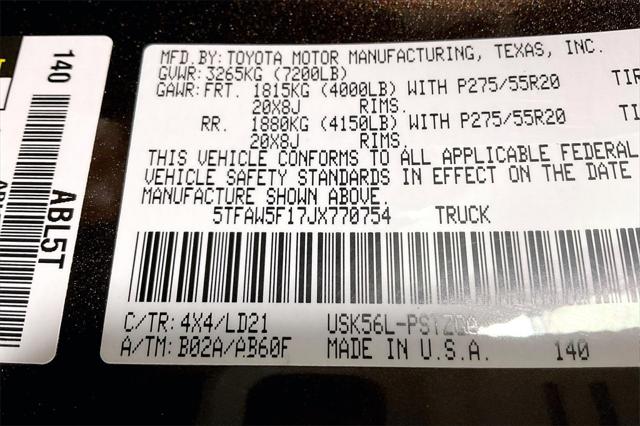 140
ABL5T
MFD.BY: TOYOTA MOTOR MANUFACTURING, TEXAS, INC.
GVWR: 3265KG (7200LB)
GAWR: FRT. 1815KG (4000LB) WITH P275/55R20 TIR
20X8J RIMS.
RR. 1880KG (4150LB) WITH P275/55R20 TI
20X8J RIMS.
THIS VEHICLE CONFORMS TO ALL APPLICABLE FEDERAL
VEHICLE SAFETY STANDARDS IN EFFECT ON THE DATE
MANUFACTURE SHOWN ABOVE.
5TFAW5F17JX770754 TRUCK
C/TR: 4X4/LD21
A/TM: B02A/AB60F MADE IN U.S.A. 140